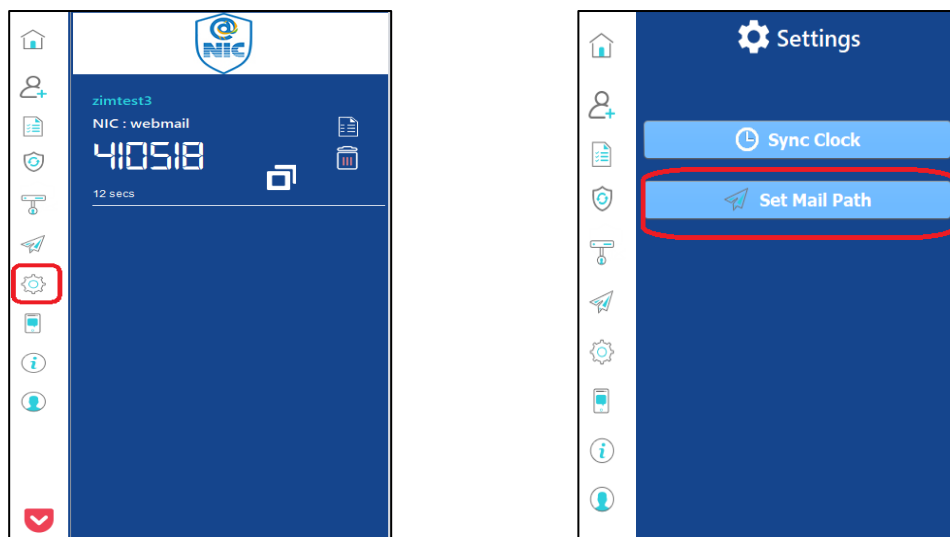 @
NIC
zimtest3
NIC : webmail
410518
12 secs
Settings
Sync Clock
Set Mail Path